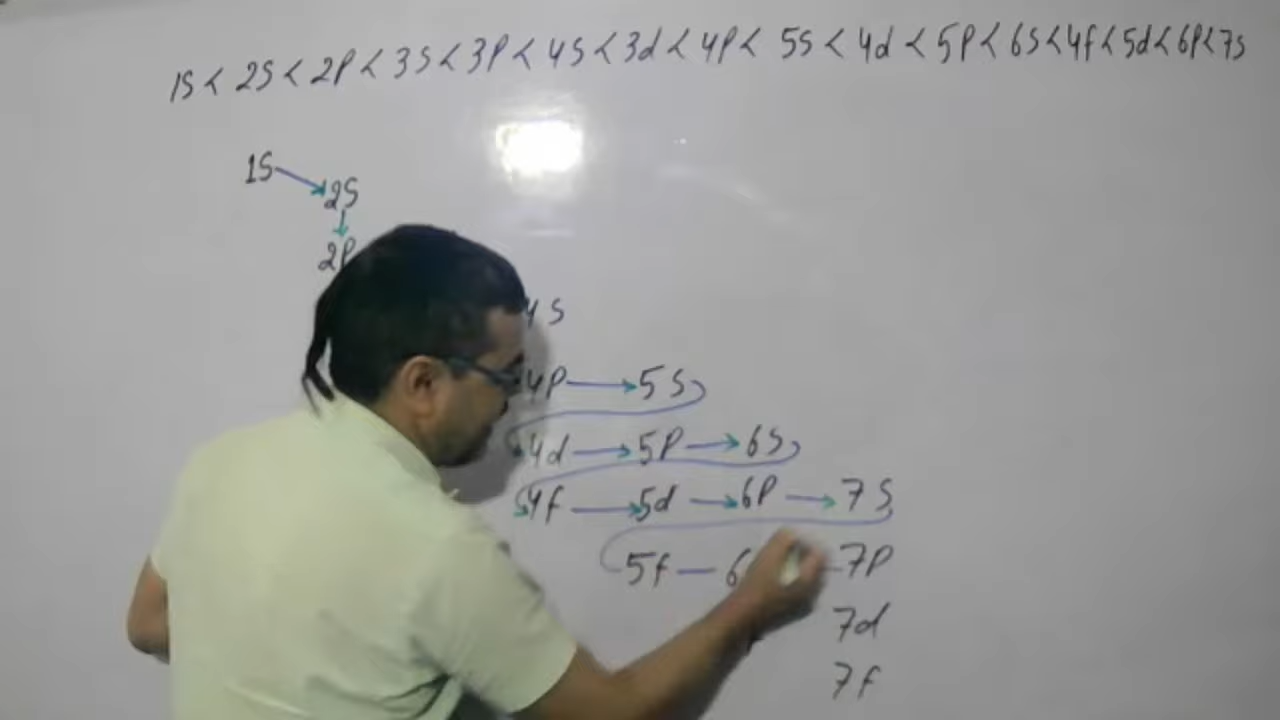 1S < 2S < 2P < 3S < 3P < 4S < 3d < 4P < 5S < 4d < 5P < 6S < 4f < 5d < 6P < 7S
1S → 2S
2P
4S
4P → 5S
4d → 5P → 6S
4f → 5d → 6P → 7S
5f — 6 — 7P
7d
7f